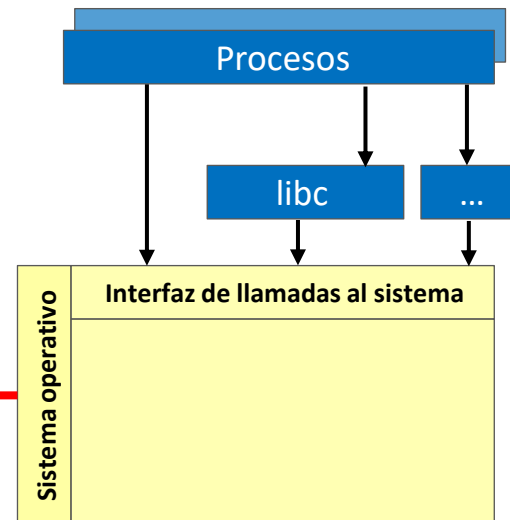 Procesos
libc
...
Interfaz de llamadas al sistema
Sistema operativo